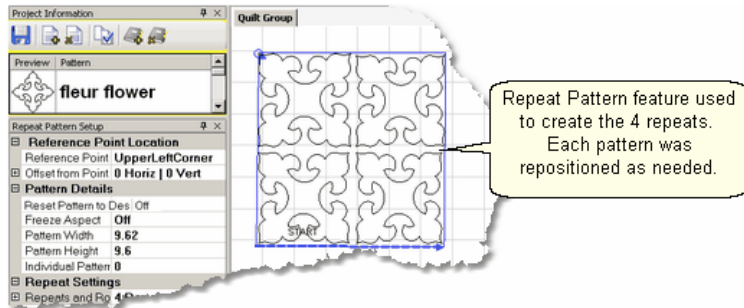 Project Information
Quilt Group
Preview Pattern
fleur flower
Repeat Pattern Setup
Reference Point Location
Reference Point UpperLeftCorner
Offset from Point 0 Horiz | 0 Vert
Pattern Details
Reset Pattern to Des Off
Freeze Aspect Off
Pattern Width 9.62
Pattern Height 9.6
Individual Pattern 0
Repeat Settings
Repeats and Ro 4
START
Repeat Pattern feature used
to create the 4 repeats.
Each pattern was
repositioned as needed.